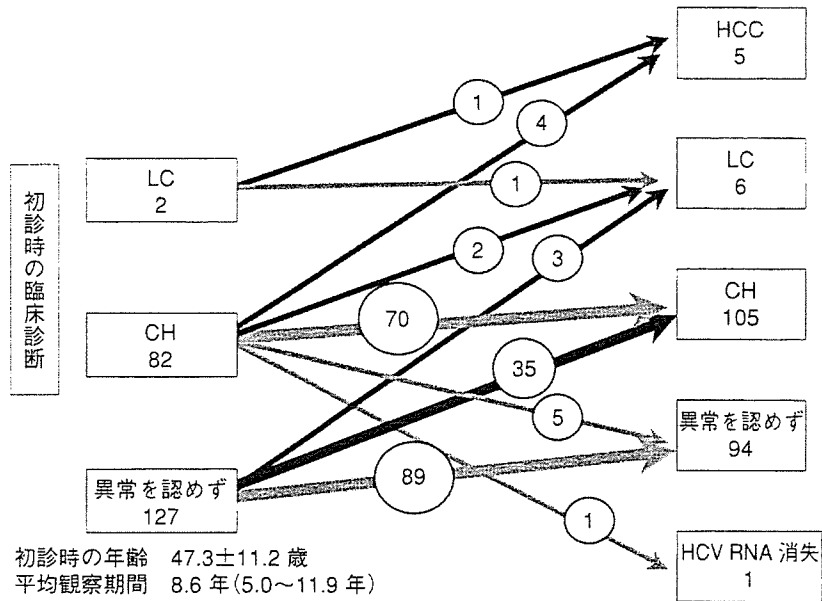 初診時の臨床診断
LC
2
CH
82
異常を認めず
127
1
4
1
2
3
70
35
5
89
1
HCC
5
LC
6
CH
105
異常を認めず
94
HCV RNA 消失
1
初診時の年齢 47.3±11.2 歳
平均観察期間 8.6 年(5.0~11.9 年)